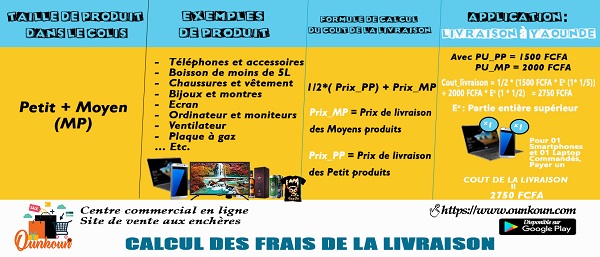 TAILLE DE PRODUIT
DANS LE COLIS
Petit + Moyen
(MP)
EXEMPLES
DE PRODUIT
- Téléphones et accessoires
- Boisson de moins de 5L
- Chaussures et vêtement
- Bijoux et montres
- Ecran
- Ordinateur et moniteurs
- Ventilateur
- Plaque à gaz
... Etc.
FORMULE DE CALCUL
DU COUT DE LA LIVRAISON
1/2*( Prix_PP) + Prix_MP
Prix_MP = Prix de livraison
des Moyens produits
Prix_PP = Prix de livraison
des Petit produits
APPLICATION:
LIVRAISON À YAOUNDE
Avec PU_PP = 1500 FCFA
PU_MP = 2000 FCFA
Cout_livraison = 1/2 * (1500 FCFA * Eˢ (1* 1/5))
+ 2000 FCFA * Eˢ (1* 1/2) = 2750 FCFA
Eˢ : Partie entière supérieur
x1
x1
Pour 01
Smartphones
et 01 Laptop
Commandés,
Payer un
COUT DE LA LIVRAISON
=
2750 FCFA
Ounkoun
Centre commercial en ligne
Site de vente aux enchères
https://www.ounkoun.com
Disponible sur
Google Play
CALCUL DES FRAIS DE LA LIVRAISON